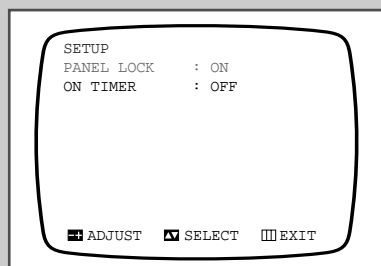 SETUP
PANEL LOCK : ON
ON TIMER : OFF
ADJUST SELECT EXIT